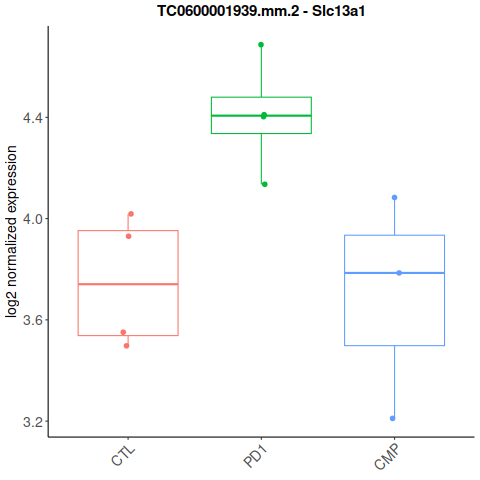 TC0600001939.mm.2 - Slc13a1
log2 normalized expression
4.4
4.0
3.6
3.2
CTL
PD1
CMP